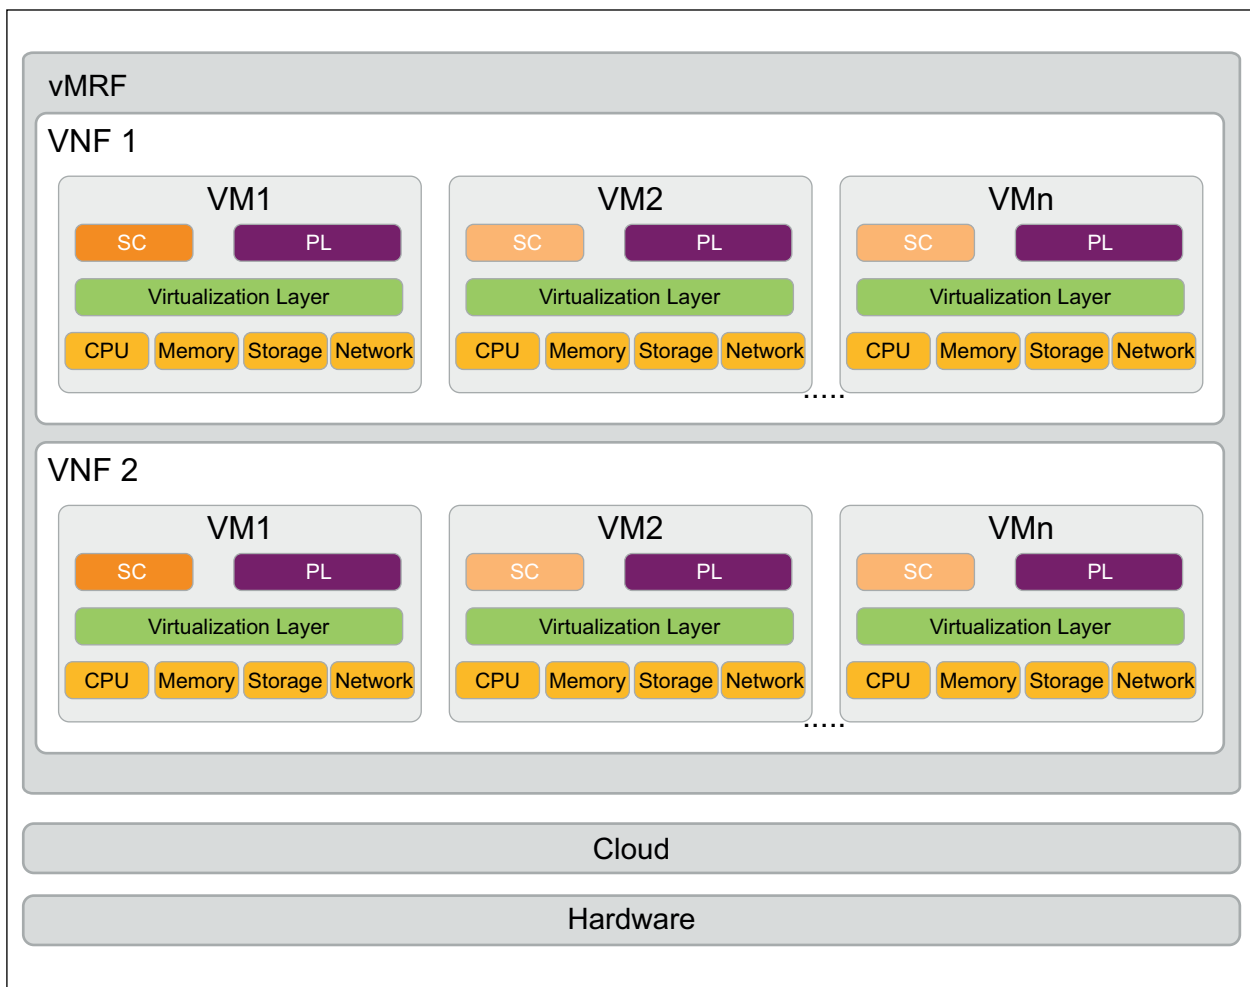 vMRF
VNF 1
VM1 VM2 VMn
SC PL SC PL SC PL
Virtualization Layer Virtualization Layer Virtualization Layer
CPU Memory Storage Network CPU Memory Storage Network CPU Memory Storage Network
.....
VNF 2
VM1 VM2 VMn
SC PL SC PL SC PL
Virtualization Layer Virtualization Layer Virtualization Layer
CPU Memory Storage Network CPU Memory Storage Network CPU Memory Storage Network
.....
Cloud
Hardware